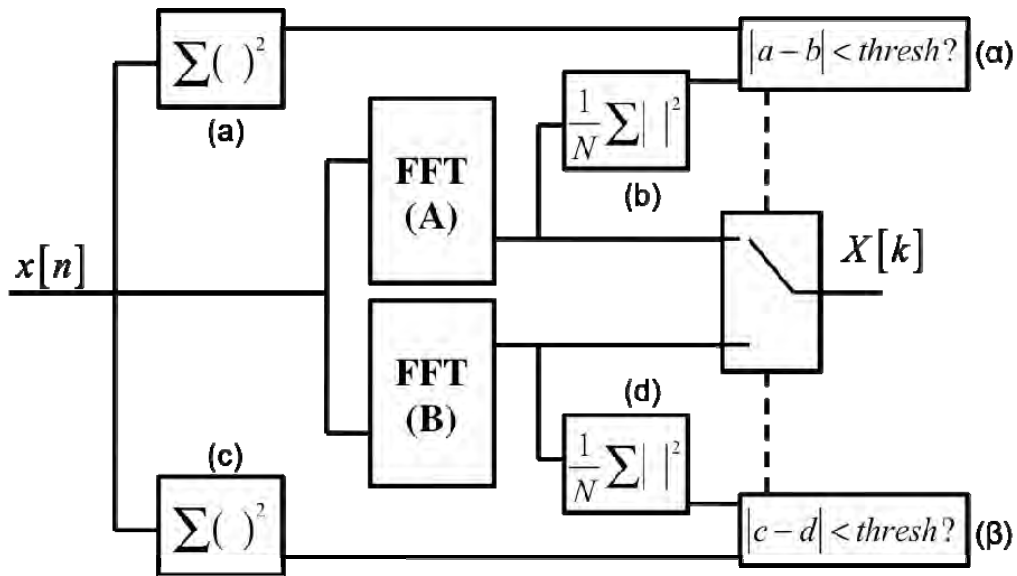 ∑( )²
(a)
|a − b| < thresh?
(α)
1/N ∑| |²
(b)
FFT
(A)
x[n]
X[k]
FFT
(B)
(d)
1/N ∑| |²
(c)
∑( )²
|c − d| < thresh?
(β)